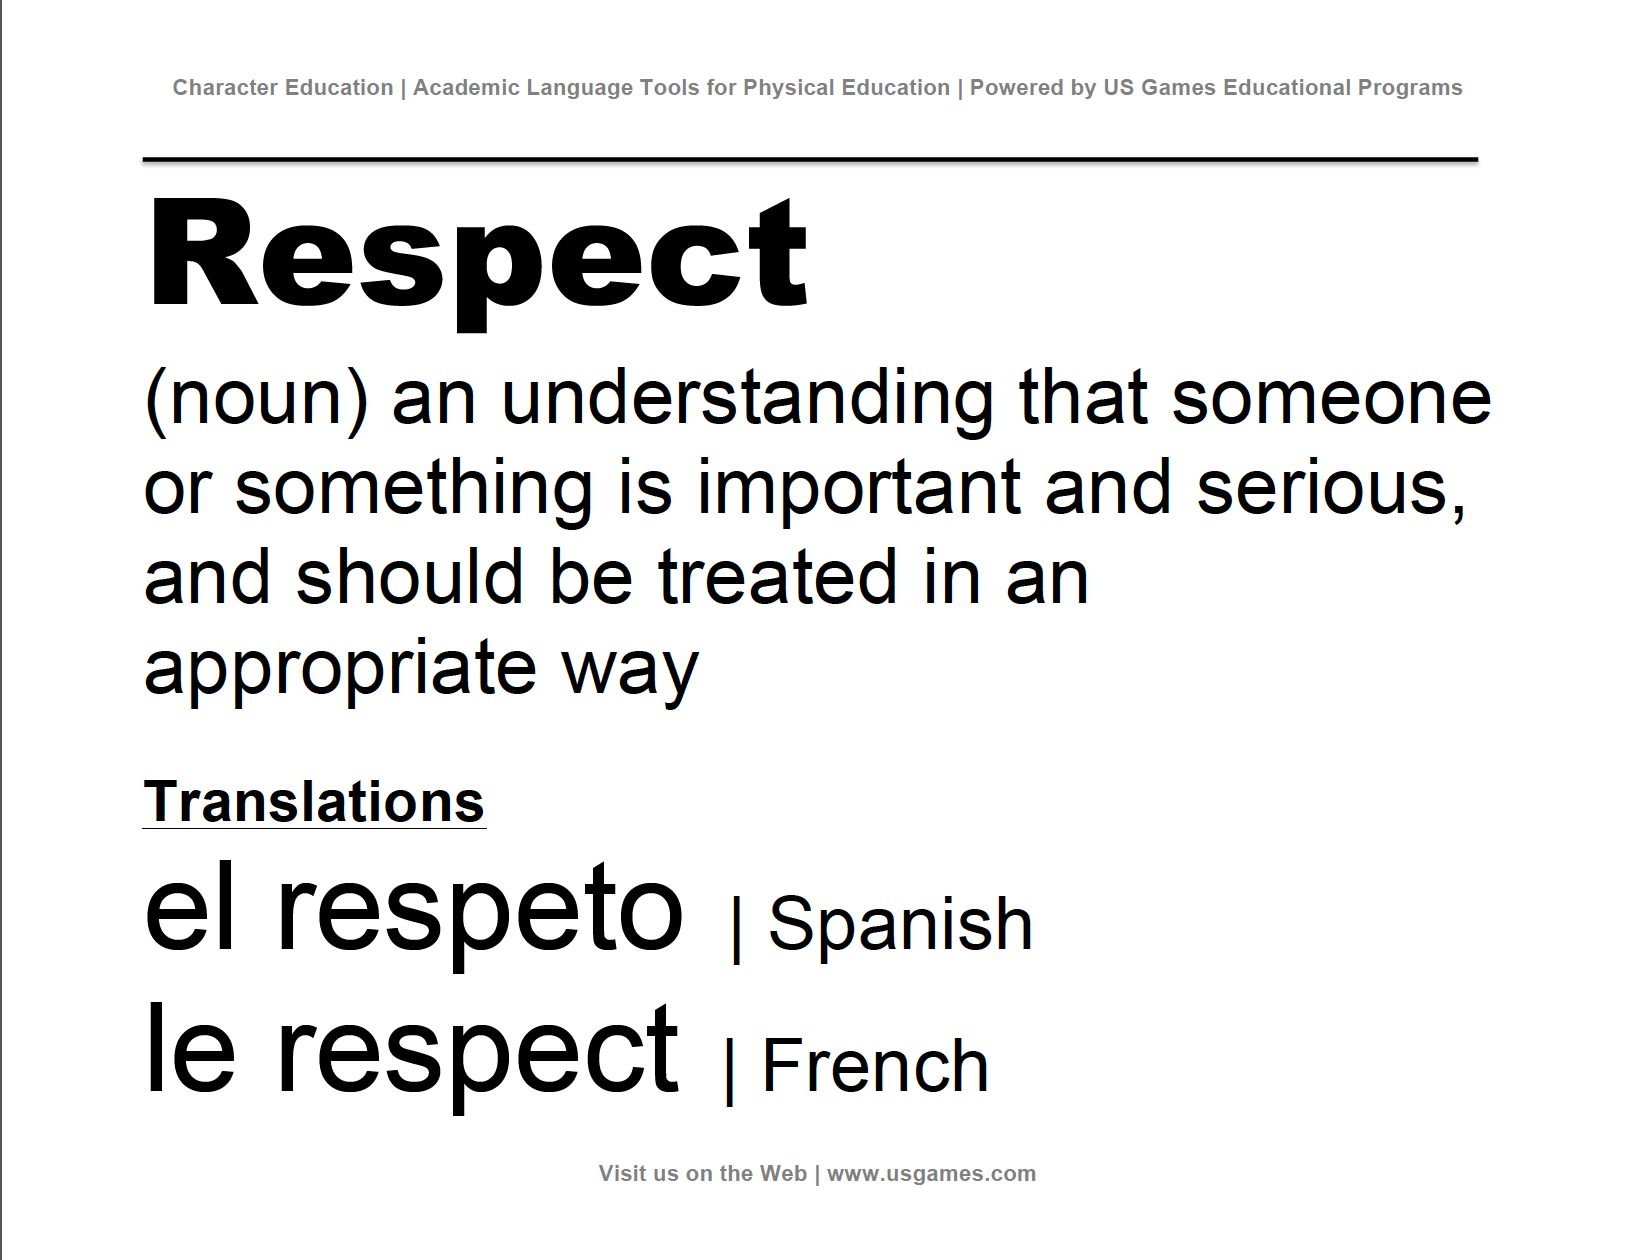 Character Education | Academic Language Tools for Physical Education | Powered by US Games Educational Programs
Respect
(noun) an understanding that someone
or something is important and serious,
and should be treated in an
appropriate way
Translations
el respeto | Spanish
le respect | French
Visit us on the Web | www.usgames.com